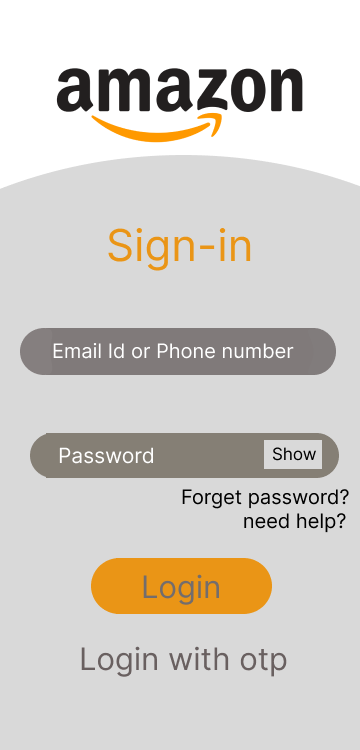 amazon
Sign-in
Email Id or Phone number
Password
Show
Forget password?
need help?
Login
Login with otp